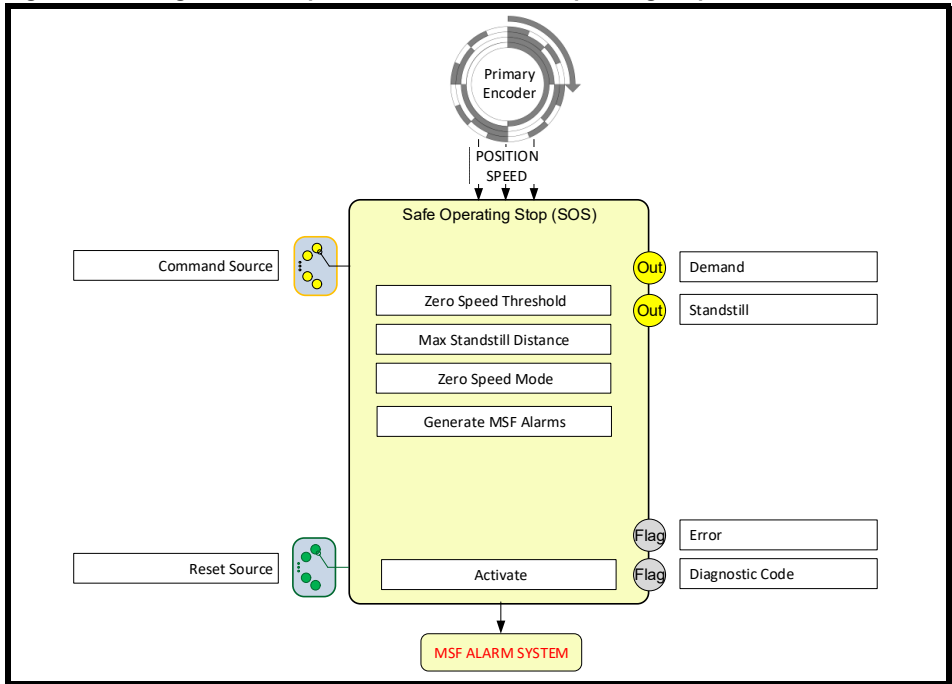 Primary
Encoder
POSITION
SPEED
Safe Operating Stop (SOS)
Command Source
Out
Demand
Zero Speed Threshold
Out
Standstill
Max Standstill Distance
Zero Speed Mode
Generate MSF Alarms
Flag
Error
Reset Source
Activate
Flag
Diagnostic Code
MSF ALARM SYSTEM